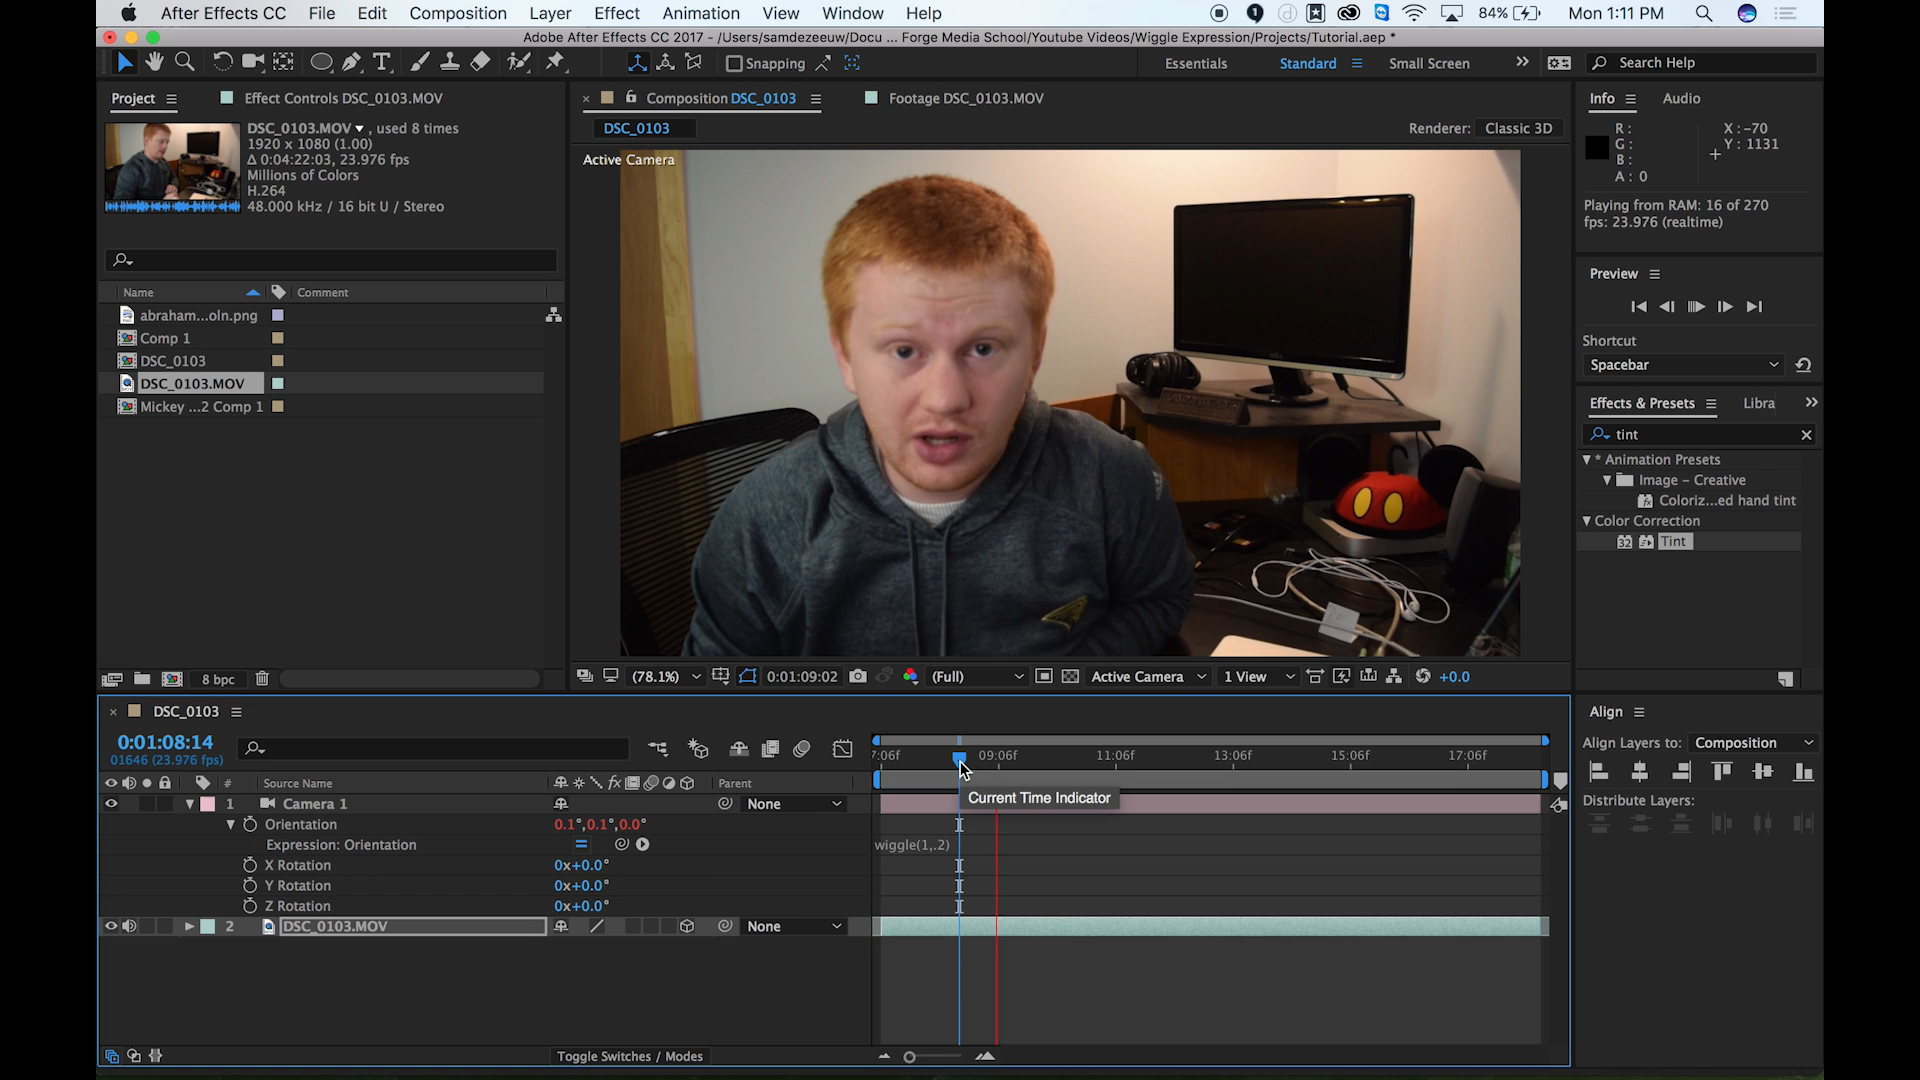 After Effects CC File Edit Composition Layer Effect Animation View Window Help 1 84% Mon 1:11 PM
Adobe After Effects CC 2017 - /Users/samdezeeuw/Docu ... Forge Media School/Youtube Videos/Wiggle Expression/Projects/Tutorial.aep *
Snapping Essentials Standard Small Screen >> Search Help
Project Effect Controls DSC_0103.MOV
DSC_0103.MOV , used 8 times
1920 x 1080 (1.00)
Δ 0:04:22:03, 23.976 fps
Millions of Colors
H.264
48.000 kHz / 16 bit U / Stereo
Name Comment
abraham...oln.png
Comp 1
DSC_0103
DSC_0103.MOV
Mickey ...2 Comp 1
8 bpc
Composition DSC_0103 Footage DSC_0103.MOV
DSC_0103 Renderer: Classic 3D
Active Camera
(78.1%) 0:01:09:02 (Full) Active Camera 1 View +0.0
Info Audio
R : X : -70
G : Y : 1131
B :
A : 0
Playing from RAM: 16 of 270
fps: 23.976 (realtime)
Preview
Shortcut
Spacebar
Effects & Presets Libra >>
tint
* Animation Presets
Image – Creative
Coloriz...ed hand tint
Color Correction
32 Tint
DSC_0103
0:01:08:14
01646 (23.976 fps)
7:06f 09:06f 11:06f 13:06f 15:06f 17:06f
# Source Name fx Parent
1 Camera 1 None
Current Time Indicator
Orientation 0.1°,0.1°,0.0°
Expression: Orientation = wiggle(1,.2)
X Rotation 0x+0.0°
Y Rotation 0x+0.0°
Z Rotation 0x+0.0°
2 DSC_0103.MOV None
Toggle Switches / Modes
Align
Align Layers to: Composition
Distribute Layers: